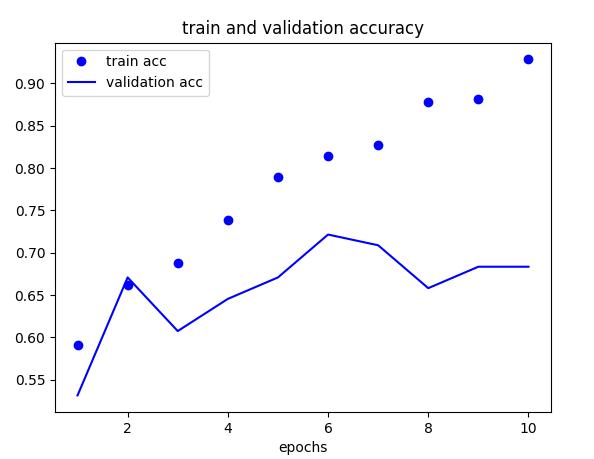 train and validation accuracy
train acc
validation acc
0.90
0.85
0.80
0.75
0.70
0.65
0.60
0.55
2 4 6 8 10
epochs